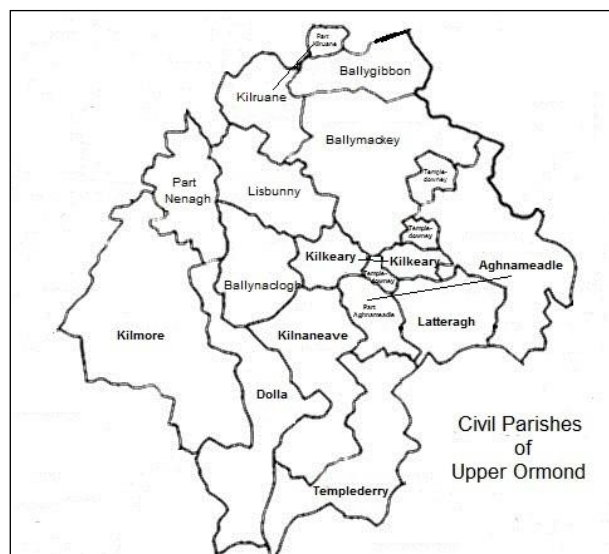 Part
Kilruane
Ballygibbon
Kilruane
Ballymackey
Part
Nenagh
Lisbunny
Temple-
downey
Temple-
downey
Kilkeary
Kilkeary
Aghnameadle
Temple-
downey
Ballynaclogh
Part
Aghnameadle
Kilmore
Kilnaneave
Latteragh
Dolla
Civil Parishes
of
Upper Ormond
Templederry